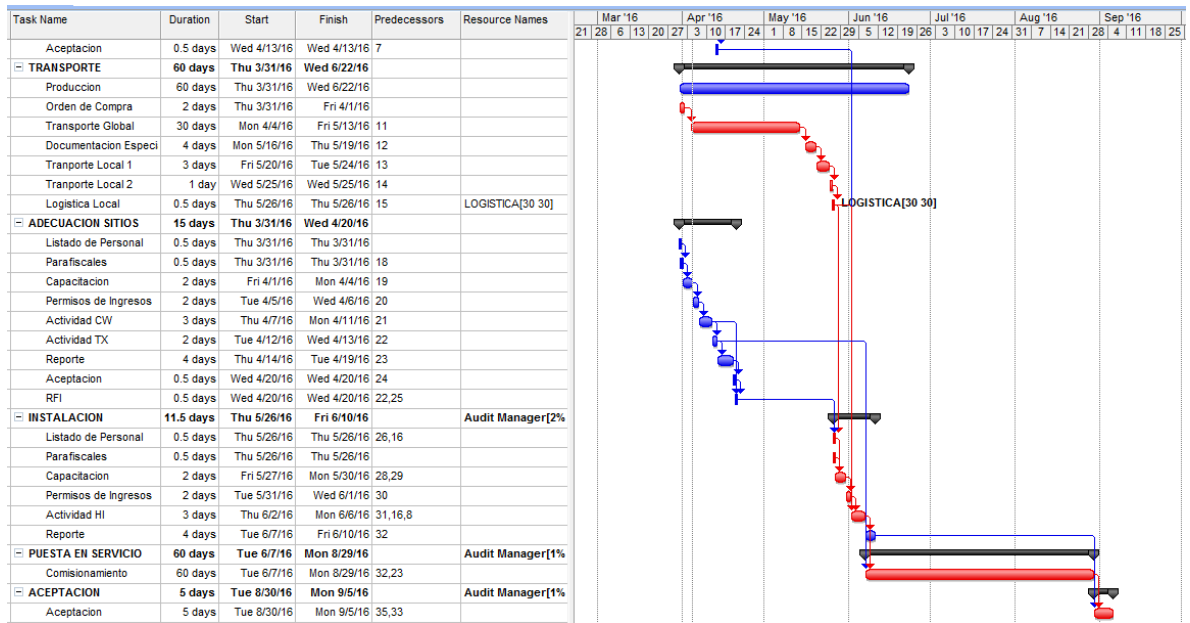 Task Name Duration Start Finish Predecessors Resource Names Mar '16 Apr '16 May '16 Jun '16 Jul '16 Aug '16 Sep '16
21 28 6 13 20 27 3 10 17 24 1 8 15 22 29 5 12 19 26 3 10 17 24 31 7 14 21 28 4 11 18 25
Aceptacion 0.5 days Wed 4/13/16 Wed 4/13/16 7
TRANSPORTE 60 days Thu 3/31/16 Wed 6/22/16
Produccion 60 days Thu 3/31/16 Wed 6/22/16
Orden de Compra 2 days Thu 3/31/16 Fri 4/1/16
Transporte Global 30 days Mon 4/4/16 Fri 5/13/16 11
Documentacion Especi 4 days Mon 5/16/16 Thu 5/19/16 12
Tranporte Local 1 3 days Fri 5/20/16 Tue 5/24/16 13
Tranporte Local 2 1 day Wed 5/25/16 Wed 5/25/16 14
Logistica Local 0.5 days Thu 5/26/16 Thu 5/26/16 15 LOGISTICA[30 30] LOGISTICA[30 30]
ADECUACION SITIOS 15 days Thu 3/31/16 Wed 4/20/16
Listado de Personal 0.5 days Thu 3/31/16 Thu 3/31/16
Parafiscales 0.5 days Thu 3/31/16 Thu 3/31/16 18
Capacitacion 2 days Fri 4/1/16 Mon 4/4/16 19
Permisos de Ingresos 2 days Tue 4/5/16 Wed 4/6/16 20
Actividad CW 3 days Thu 4/7/16 Mon 4/11/16 21
Actividad TX 2 days Tue 4/12/16 Wed 4/13/16 22
Reporte 4 days Thu 4/14/16 Tue 4/19/16 23
Aceptacion 0.5 days Wed 4/20/16 Wed 4/20/16 24
RFI 0.5 days Wed 4/20/16 Wed 4/20/16 22,25
INSTALACION 11.5 days Thu 5/26/16 Fri 6/10/16 Audit Manager[2%
Listado de Personal 0.5 days Thu 5/26/16 Thu 5/26/16 26,16
Parafiscales 0.5 days Thu 5/26/16 Thu 5/26/16
Capacitacion 2 days Fri 5/27/16 Mon 5/30/16 28,29
Permisos de Ingresos 2 days Tue 5/31/16 Wed 6/1/16 30
Actividad HI 3 days Thu 6/2/16 Mon 6/6/16 31,16,8
Reporte 4 days Tue 6/7/16 Fri 6/10/16 32
PUESTA EN SERVICIO 60 days Tue 6/7/16 Mon 8/29/16 Audit Manager[1%
Comisionamiento 60 days Tue 6/7/16 Mon 8/29/16 32,23
ACEPTACION 5 days Tue 8/30/16 Mon 9/5/16 Audit Manager[1%
Aceptacion 5 days Tue 8/30/16 Mon 9/5/16 35,33